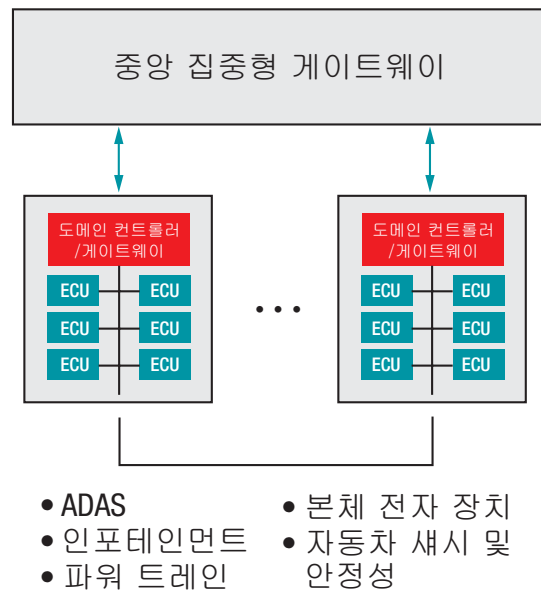 중앙 집중형 게이트웨이
도메인 컨트롤러
/게이트웨이
ECU ECU
ECU ECU
ECU ECU
도메인 컨트롤러
/게이트웨이
ECU ECU
ECU ECU
ECU ECU
...
• ADAS
• 인포테인먼트
• 파워 트레인
• 본체 전자 장치
• 자동차 섀시 및
안정성